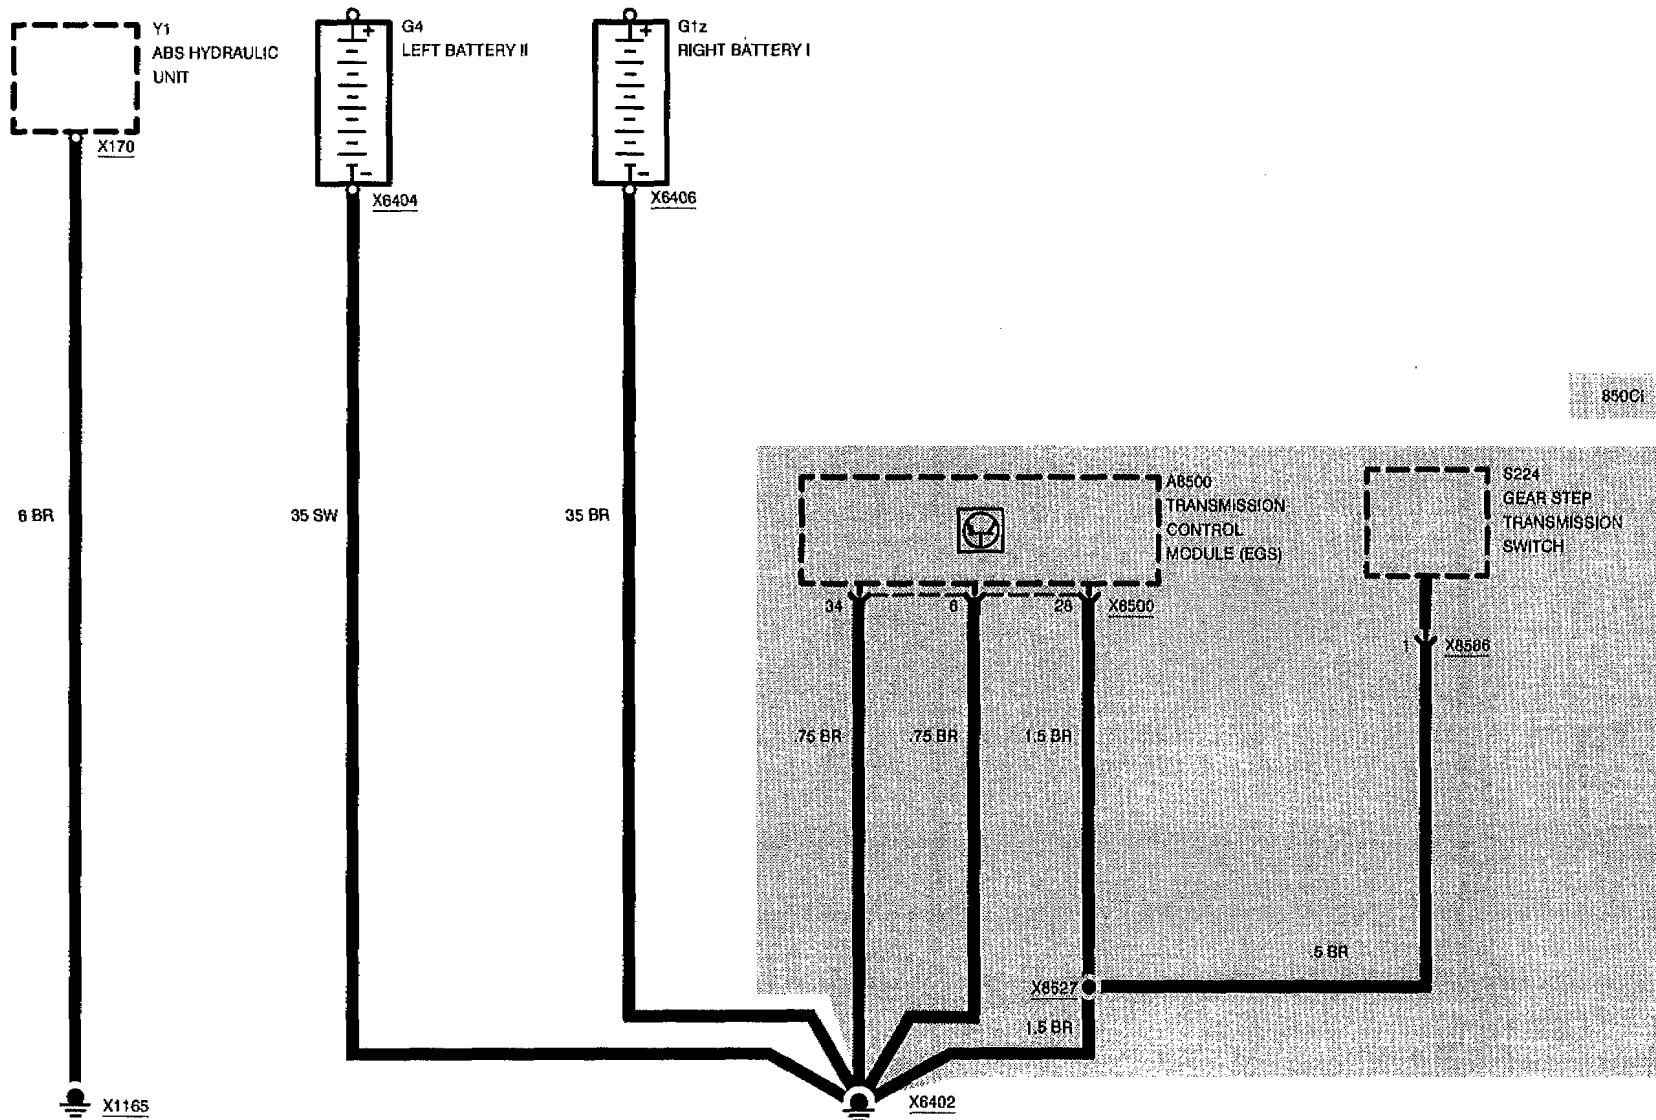 Y1
ABS HYDRAULIC
UNIT
X170
G4
LEFT BATTERY II
+
-
X6404
G1z
RIGHT BATTERY I
+
-
X6406
850Ci
6 BR
35 SW
35 BR
A8500
TRANSMISSION
CONTROL
MODULE (EGS)
S224
GEAR STEP
TRANSMISSION
SWITCH
34
6
28
X8500
1
X8586
.75 BR
.75 BR
1.5 BR
.5 BR
X8527
1.5 BR
X1165
X6402